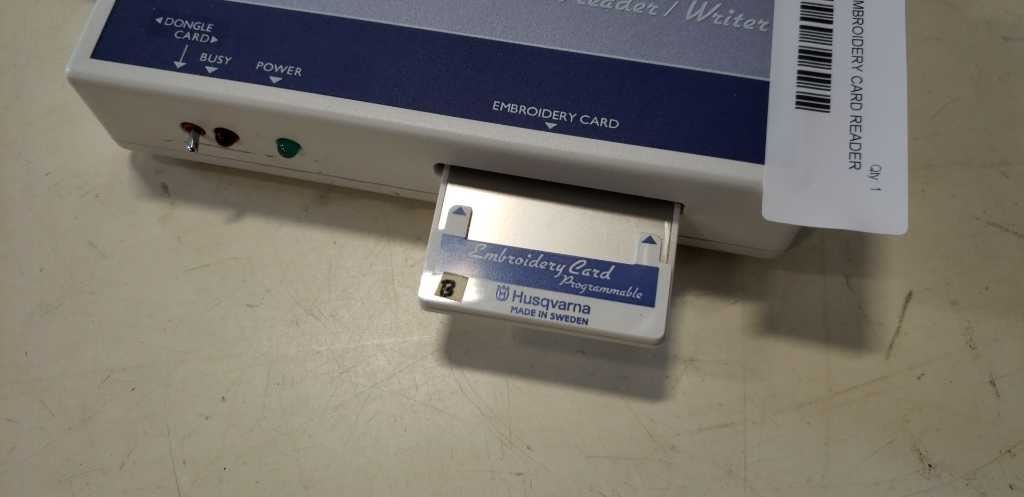 Reader / Writer
DONGLE
CARD
BUSY
POWER
EMBROIDERY CARD
EMBROIDERY CARD READER
Qty 1
Embroidery Card
Programmable
B
Husqvarna
MADE IN SWEDEN